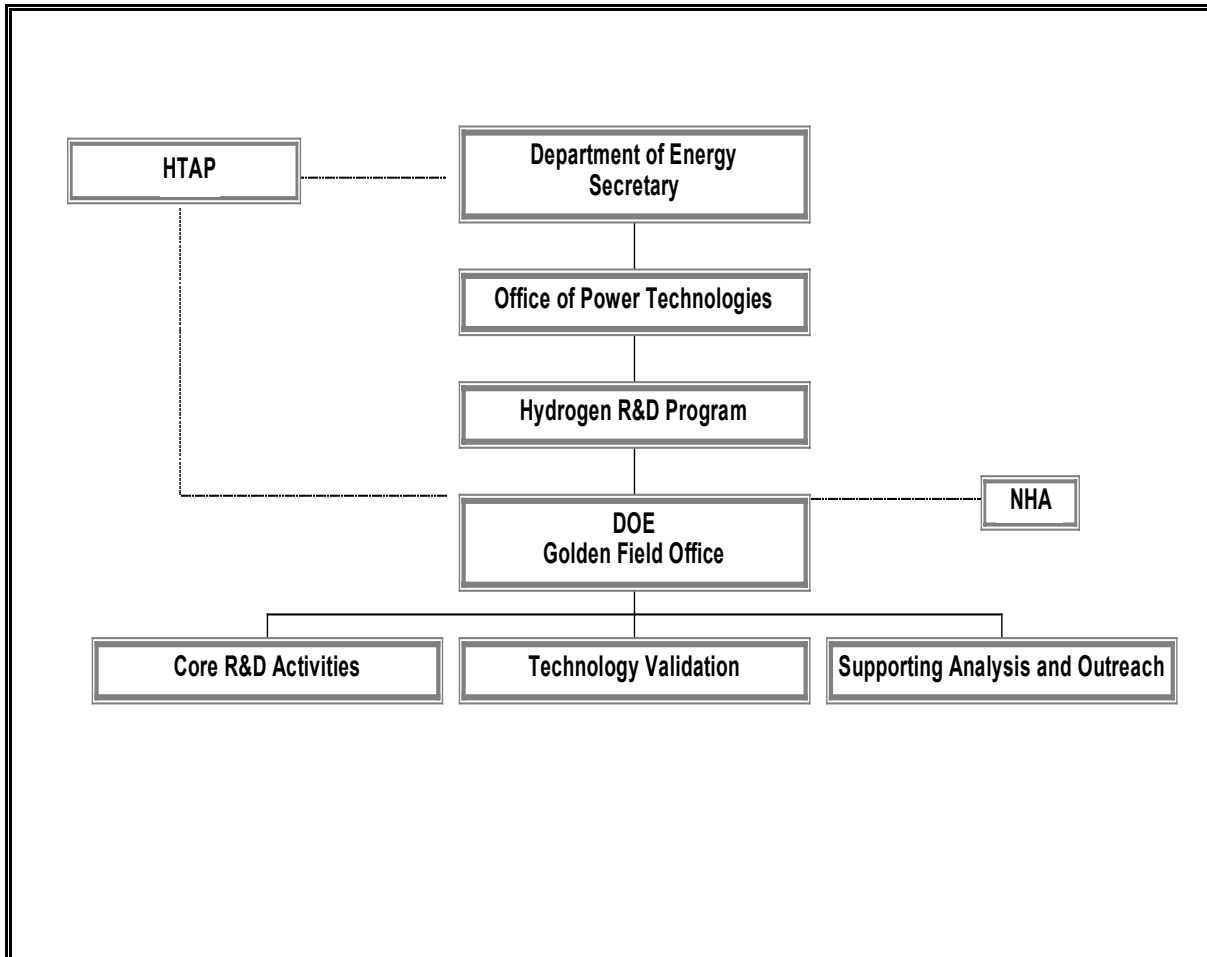 HTAP
Department of Energy
Secretary
Office of Power Technologies
Hydrogen R&D Program
NHA
DOE
Golden Field Office
Core R&D Activities
Technology Validation
Supporting Analysis and Outreach